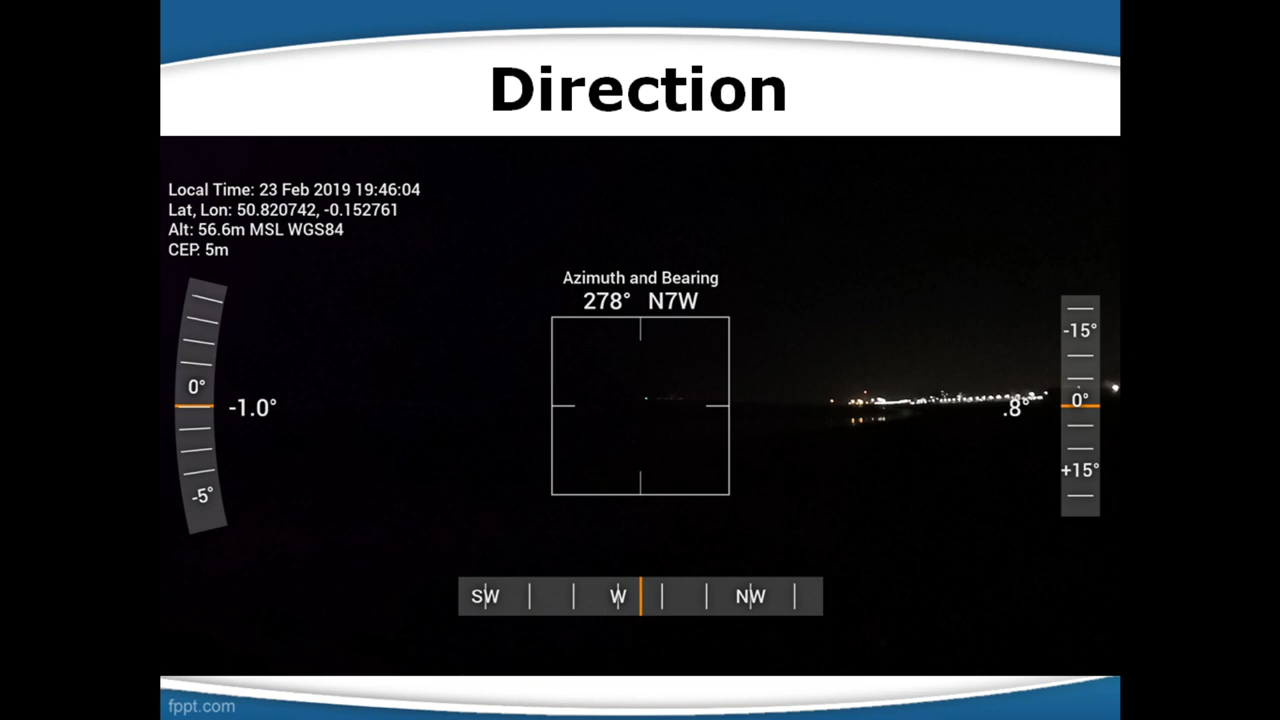 Direction
Local Time: 23 Feb 2019 19:46:04
Lat, Lon: 50.820742, -0.152761
Alt: 56.6m MSL WGS84
CEP: 5m
Azimuth and Bearing
278° N7W
0°
-1.0°
-5°
-15°
0°
.8°
+15°
SW W NW
fppt.com